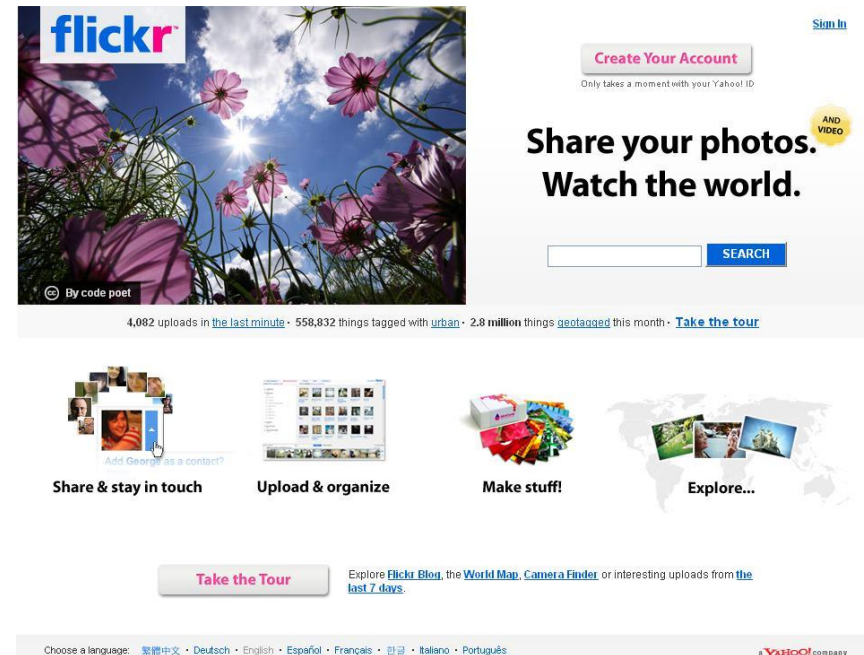 flickr
Sign In
Create Your Account
Only takes a moment with your Yahoo! ID
AND
VIDEO
Share your photos.
Watch the world.
SEARCH
cc By code poet
4,082 uploads in the last minute · 558,832 things tagged with urban · 2.8 million things geotagged this month · Take the tour
Add George as a contact?
Share & stay in touch
Upload & organize
Make stuff!
Explore...
Take the Tour
Explore Flickr Blog, the World Map, Camera Finder or interesting uploads from the
last 7 days.
Choose a language: 繁體中文 · Deutsch · English · Español · Français · 한글 · Italiano · Português
a YAHOO! company